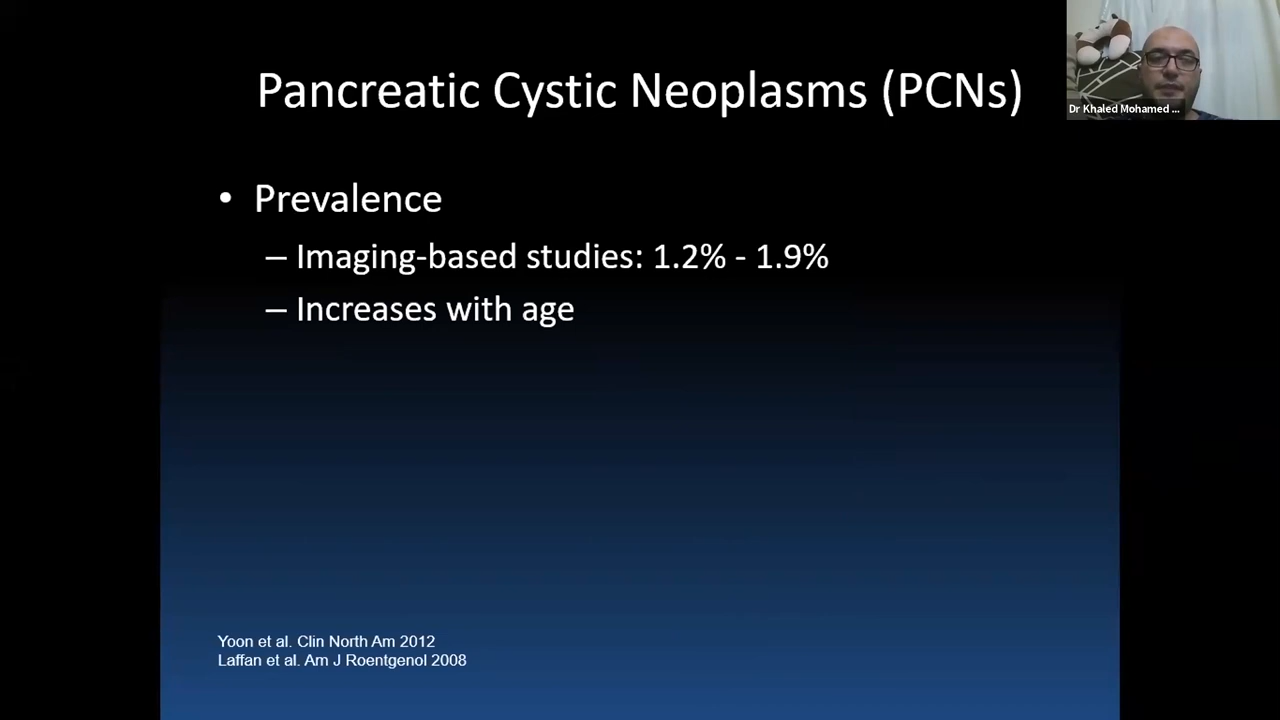 Pancreatic Cystic Neoplasms (PCNs)
Dr Khaled Mohamed ...
• Prevalence
– Imaging-based studies: 1.2% - 1.9%
– Increases with age
Yoon et al. Clin North Am 2012
Laffan et al. Am J Roentgenol 2008